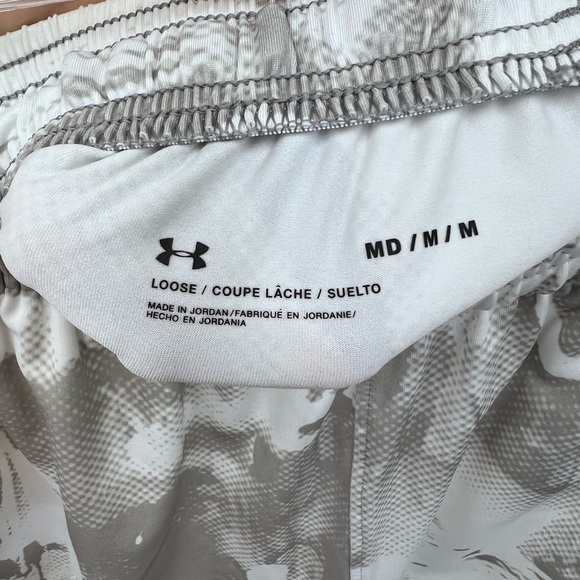 MD / M / M
LOOSE / COUPE LÂCHE / SUELTO
MADE IN JORDAN/FABRIQUÉ EN JORDANIE/
HECHO EN JORDANIA